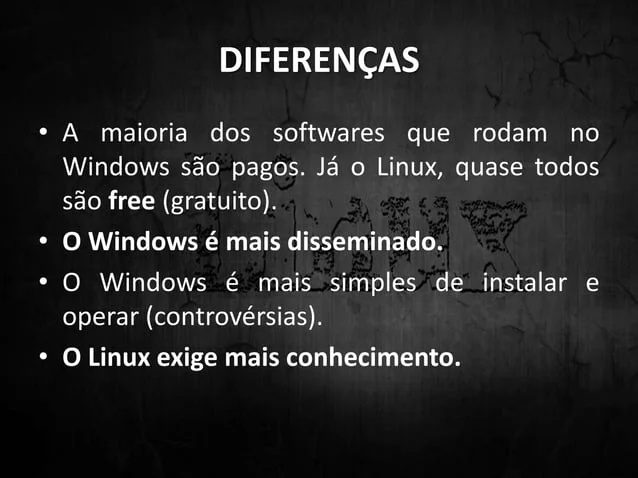 DIFERENÇAS
• A maioria dos softwares que rodam no
Windows são pagos. Já o Linux, quase todos
são free (gratuito).
• O Windows é mais disseminado.
• O Windows é mais simples de instalar e
operar (controvérsias).
• O Linux exige mais conhecimento.
Linux